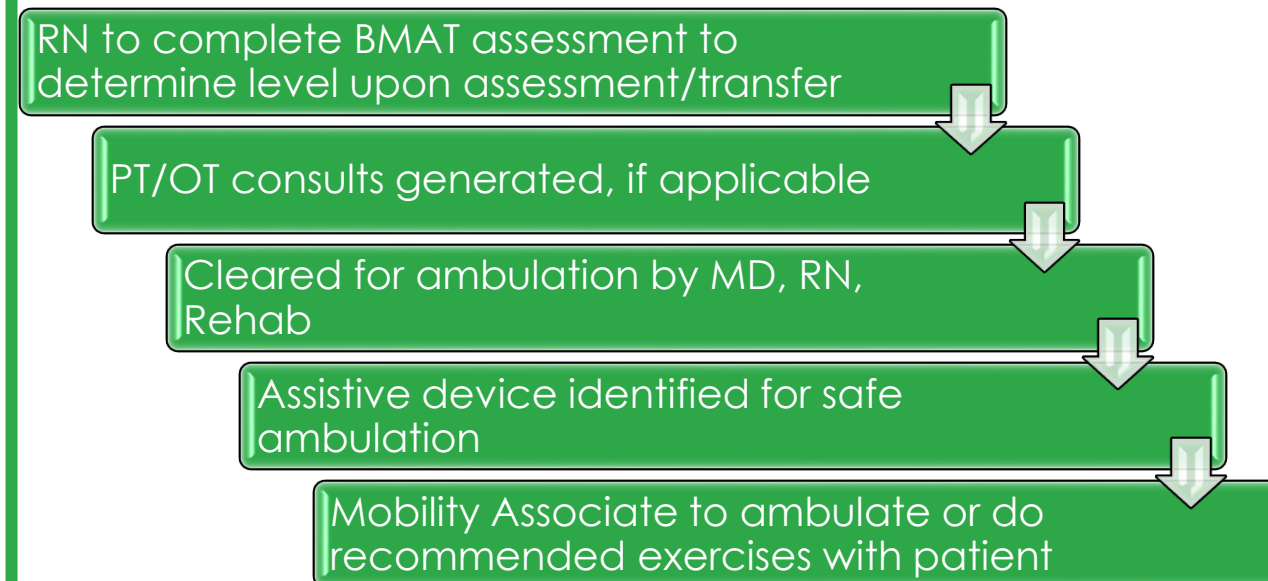 RN to complete BMAT assessment to
determine level upon assessment/transfer
PT/OT consults generated, if applicable
Cleared for ambulation by MD, RN,
Rehab
Assistive device identified for safe
ambulation
Mobility Associate to ambulate or do
recommended exercises with patient